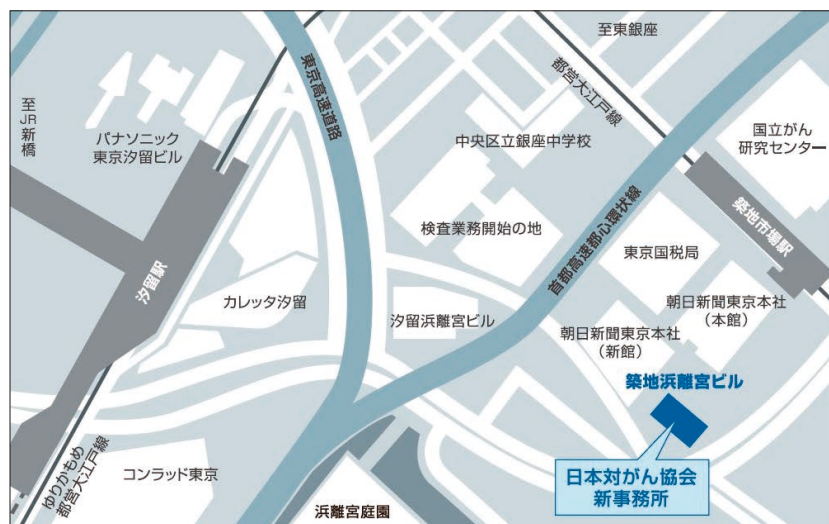 至東銀座
都営大江戸線
東京高速道路
至
JR
新
橋
パナソニック
東京汐留ビル
中央区立銀座中学校
国立がん
研究センター
検査業務開始の地
首都高速都心環状線
築地市場駅
東京国税局
汐留駅
カレッタ汐留
汐留浜離宮ビル
朝日新聞東京本社
（本館）
朝日新聞東京本社
（新館）
築地浜離宮ビル
ゆりかもめ
都営大江戸線
コンラッド東京
日本対がん協会
新事務所
浜離宮庭園